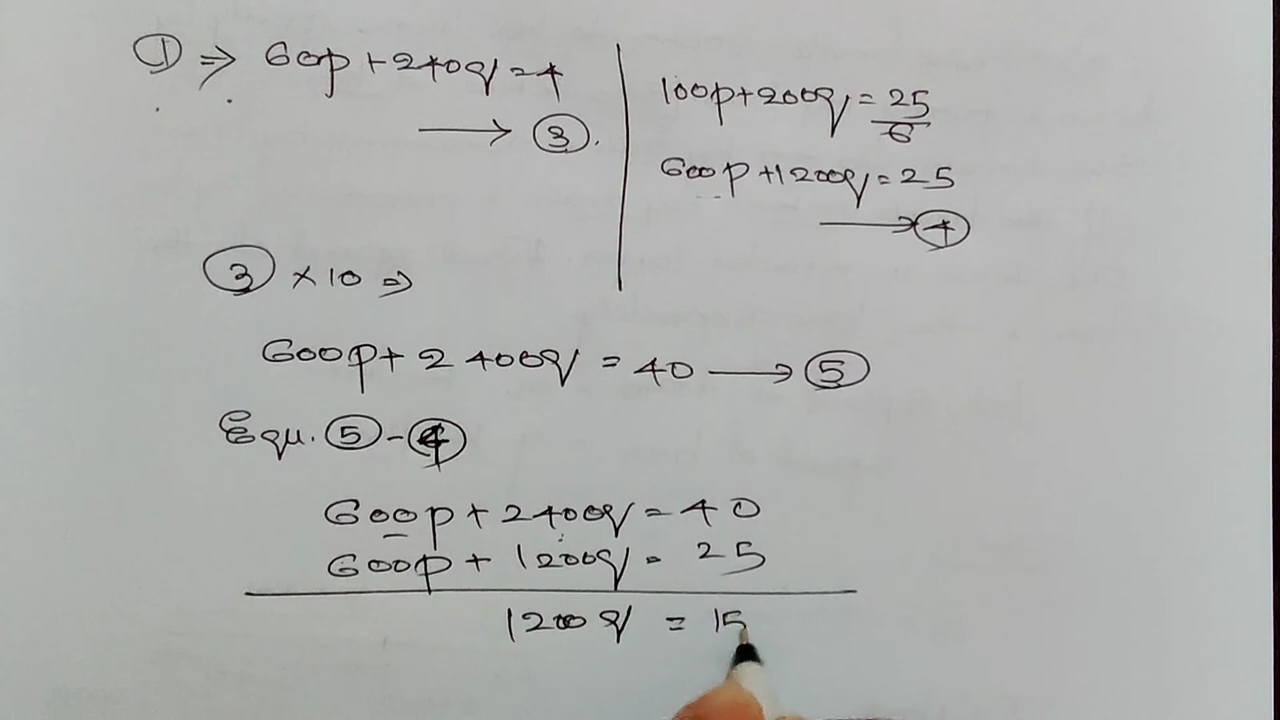 ① ⇒ 60p + 240q = 4
⟶ ③.
100p + 200q = 25/6
600p + 1200q = 25
⟶ ④
③ × 10 ⇒
600p + 2400q = 40 ⟶ ⑤
Equ. ⑤ - ④
600p + 2400q = 40
600p + 1200q = 25
1200q = 15